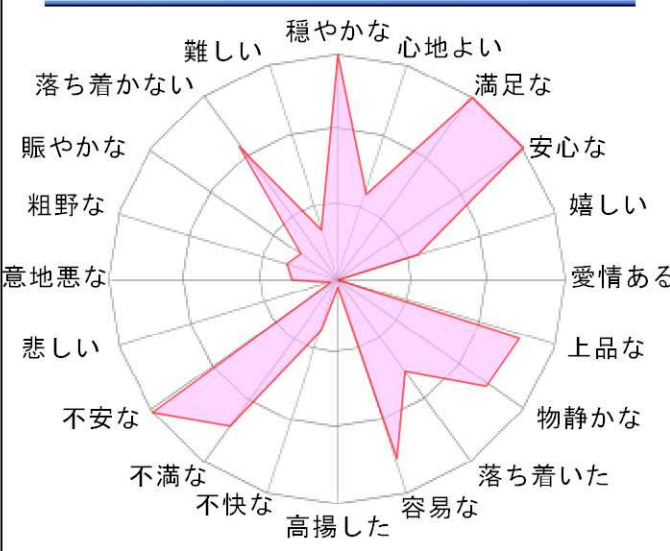 穏やかな
心地よい
満足な
安心な
嬉しい
愛情ある
上品な
物静かな
落ち着いた
容易な
高揚した
不快な
不満な
不安な
悲しい
意地悪な
粗野な
賑やかな
落ち着かない
難しい